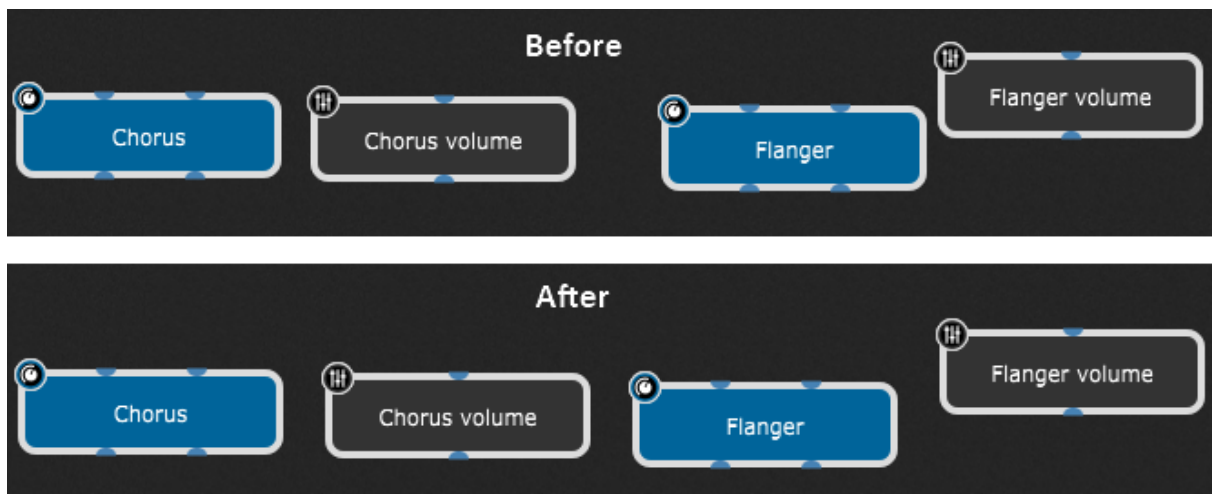 Before
Chorus
Chorus volume
Flanger
Flanger volume
After
Chorus
Chorus volume
Flanger
Flanger volume